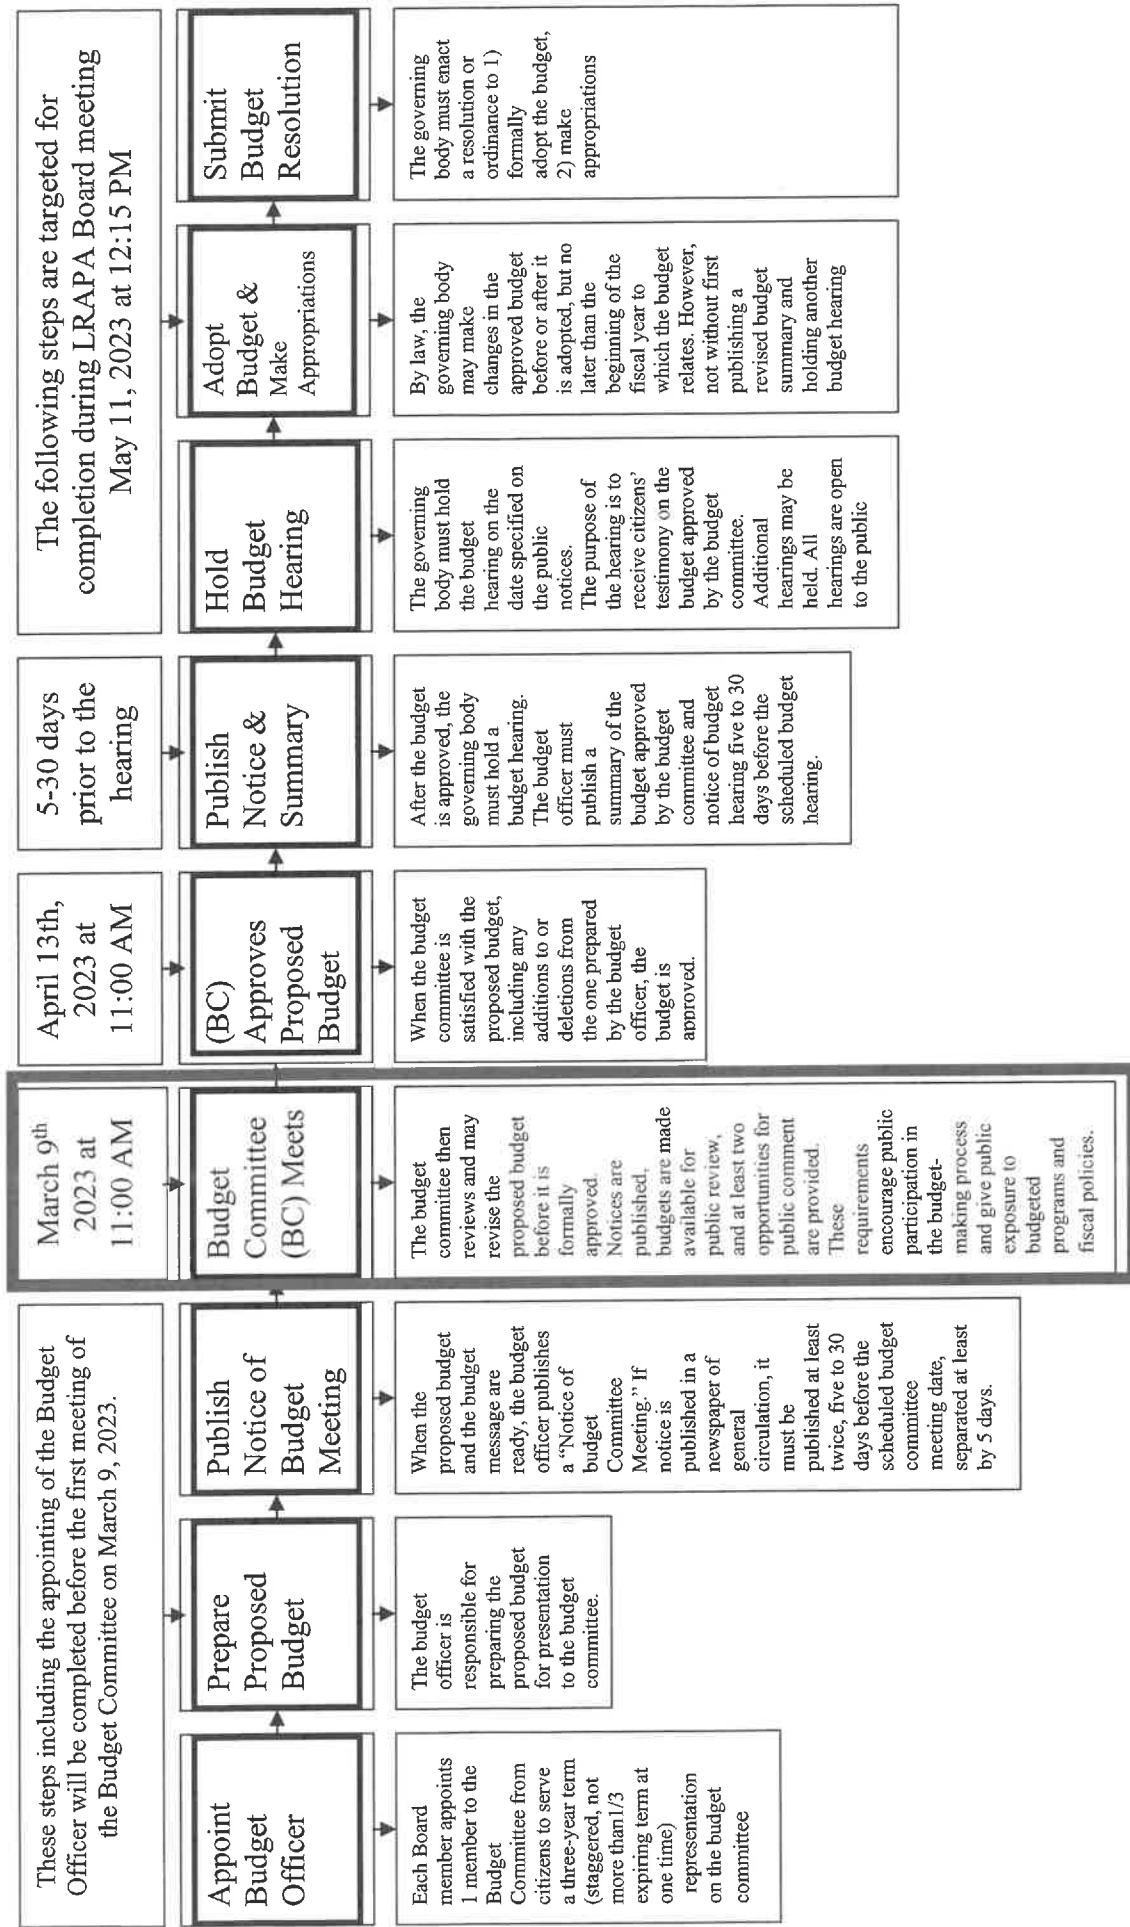 These steps including the appointing of the Budget
Officer will be completed before the first meeting of
the Budget Committee on March 9, 2023.
March 9th
2023 at
11:00 AM
April 13th,
2023 at
11:00 AM
5-30 days
prior to the
hearing
The following steps are targeted for
completion during LRAPA Board meeting
May 11, 2023 at 12:15 PM
Appoint
Budget
Officer
Prepare
Proposed
Budget
Publish
Notice of
Budget
Meeting
Budget
Committee
(BC) Meets
(BC)
Approves
Proposed
Budget
Publish
Notice &
Summary
Hold
Budget
Hearing
Adopt
Budget &
Make
Appropriations
Submit
Budget
Resolution
Each Board
member appoints
1 member to the
Budget
Committee from
citizens to serve
a three-year term
(staggered, not
more than1/3
expiring term at
one time)
representation
on the budget
committee
The budget
officer is
responsible for
preparing the
proposed budget
for presentation
to the budget
committee.
When the
proposed budget
and the budget
message are
ready, the budget
officer publishes
a “Notice of
budget
Committee
Meeting.” If
notice is
published in a
newspaper of
general
circulation, it
must be
published at least
twice, five to 30
days before the
scheduled budget
committee
meeting date,
separated at least
by 5 days.
The budget
committee then
reviews and may
revise the
proposed budget
before it is
formally
approved.
Notices are
published,
budgets are made
available for
public review,
and at least two
opportunities for
public comment
are provided.
These
requirements
encourage public
participation in
the budget-
making process
and give public
exposure to
budgeted
programs and
fiscal policies.
When the budget
committee is
satisfied with the
proposed budget,
including any
additions to or
deletions from
the one prepared
by the budget
officer, the
budget is
approved.
After the budget
is approved, the
governing body
must hold a
budget hearing.
The budget
officer must
publish a
summary of the
budget approved
by the budget
committee and
notice of budget
hearing five to 30
days before the
scheduled budget
hearing.
The governing
body must hold
the budget
hearing on the
date specified on
the public
notices.
The purpose of
the hearing is to
receive citizens’
testimony on the
budget approved
by the budget
committee.
Additional
hearings may be
held. All
hearings are open
to the public
By law, the
governing body
may make
changes in the
approved budget
before or after it
is adopted, but no
later than the
beginning of the
fiscal year to
which the budget
relates. However,
not without first
publishing a
revised budget
summary and
holding another
budget hearing
The governing
body must enact
a resolution or
ordinance to 1)
formally
adopt the budget,
2) make
appropriations